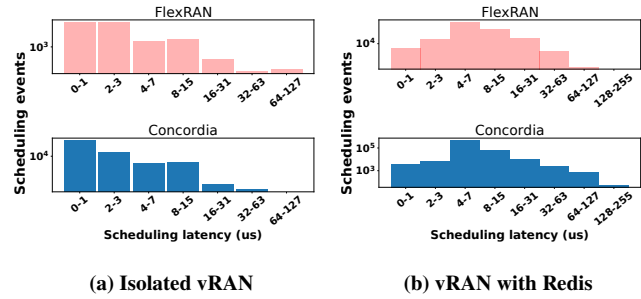 FlexRAN
Scheduling events
10³
0-1 2-3 4-7 8-15 16-31 32-63 64-127
Concordia
10⁴
0-1 2-3 4-7 8-15 16-31 32-63 64-127
Scheduling latency (us)
(a) Isolated vRAN
FlexRAN
Scheduling events
10⁴
0-1 2-3 4-7 8-15 16-31 32-63 64-127 128-255
Concordia
10⁵
10³
0-1 2-3 4-7 8-15 16-31 32-63 64-127 128-255
Scheduling latency (us)
(b) vRAN with Redis